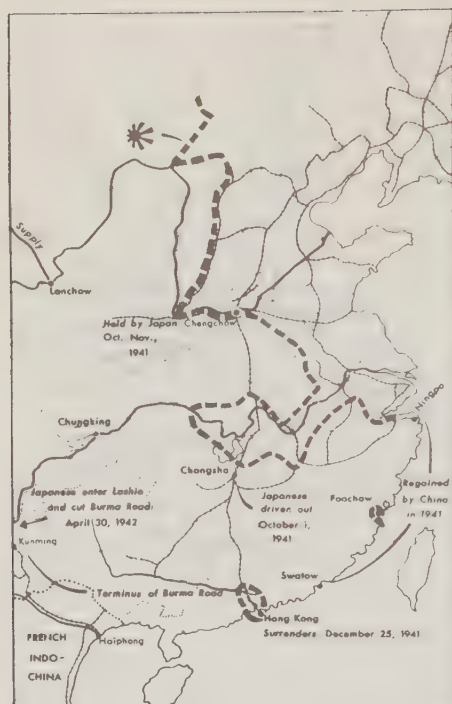 Supply
Lanchow
Held by Japan
Oct. Nov.,
1941
Chengchow
Ningpo
Chungking
Changsha
Japanese
driven out
October 1,
1941
Foochow
Regained
by China
in 1941
Japanese enter Lashio
and cut Burma Road
April 30, 1942
Kunming
Swatow
Terminus of Burma Road
Hong Kong
Surrenders December 25, 1941
FRENCH
INDO-
CHINA
Haiphong